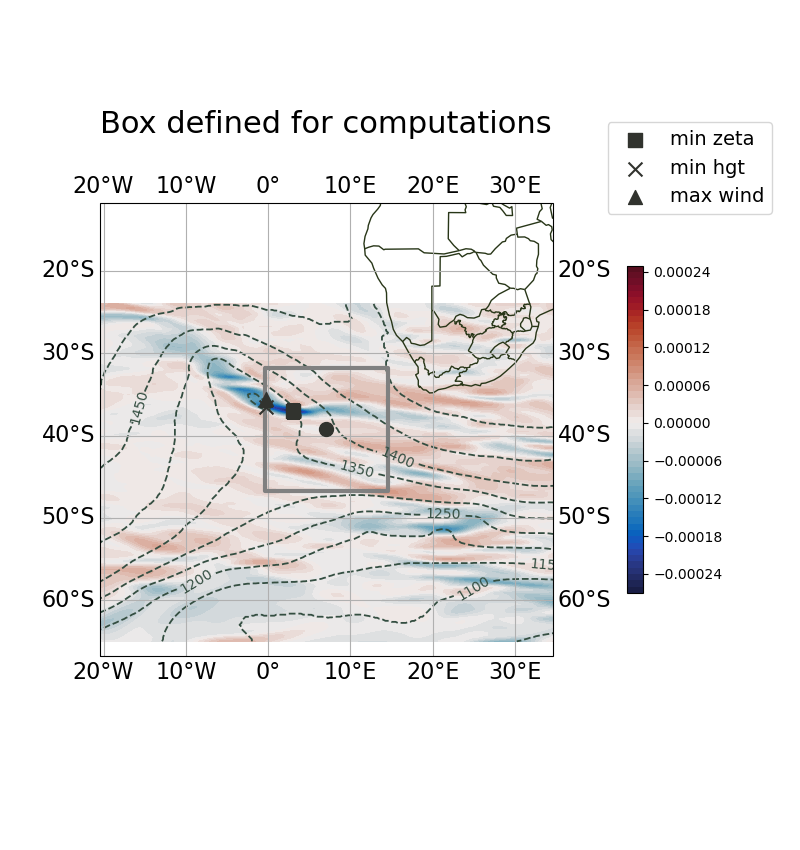 Box defined for computations
min zeta
min hgt
max wind
20°W 10°W 0° 10°E 20°E 30°E
20°S 20°S
30°S 30°S
40°S 40°S
50°S 50°S
60°S 60°S
1450
1400
1350
1250
115
1200
1100
20°W 10°W 0° 10°E 20°E 30°E
0.00024
0.00018
0.00012
0.00006
0.00000
−0.00006
−0.00012
−0.00018
−0.00024